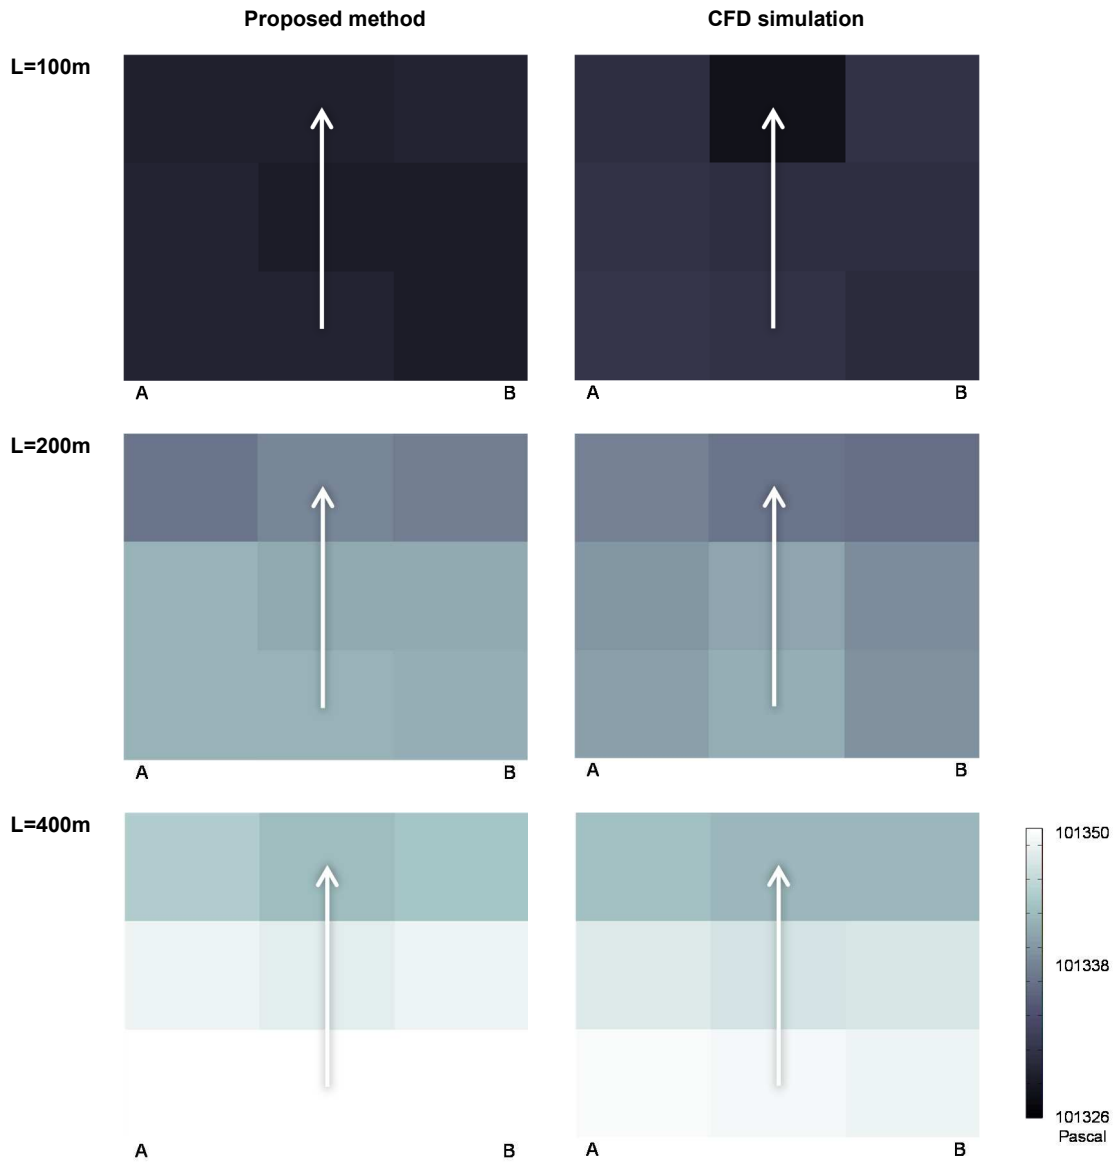 Proposed method CFD simulation
L=100m
A B A B
L=200m
A B A B
L=400m
101350
101338
101326
Pascal
A B A B